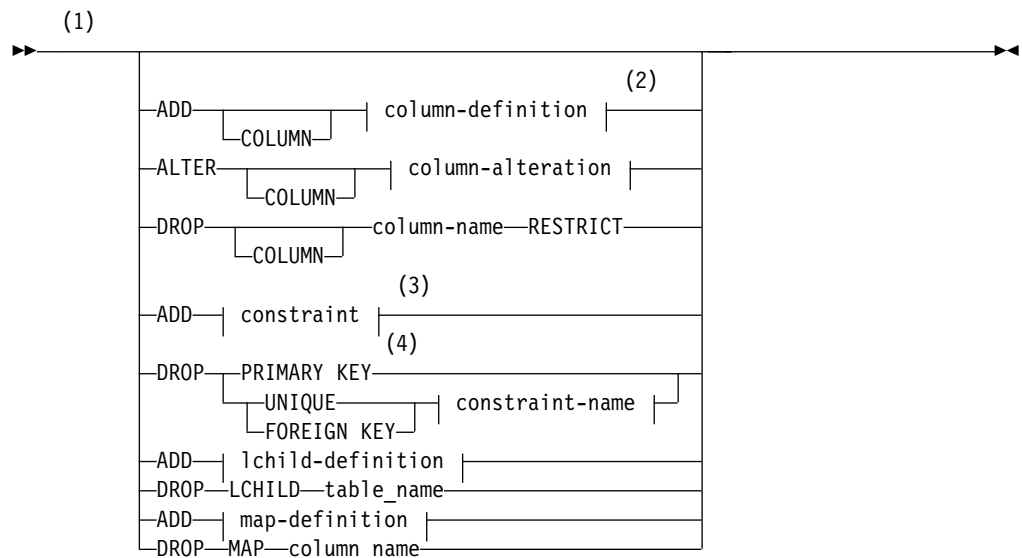 (1)
(2)
ADD column-definition
COLUMN
ALTER column-alteration
COLUMN
DROP column-name RESTRICT
COLUMN
(3)
ADD constraint
(4)
DROP PRIMARY KEY
UNIQUE constraint-name
FOREIGN KEY
ADD lchild-definition
DROP LCHILD table_name
ADD map-definition
DROP MAP column_name